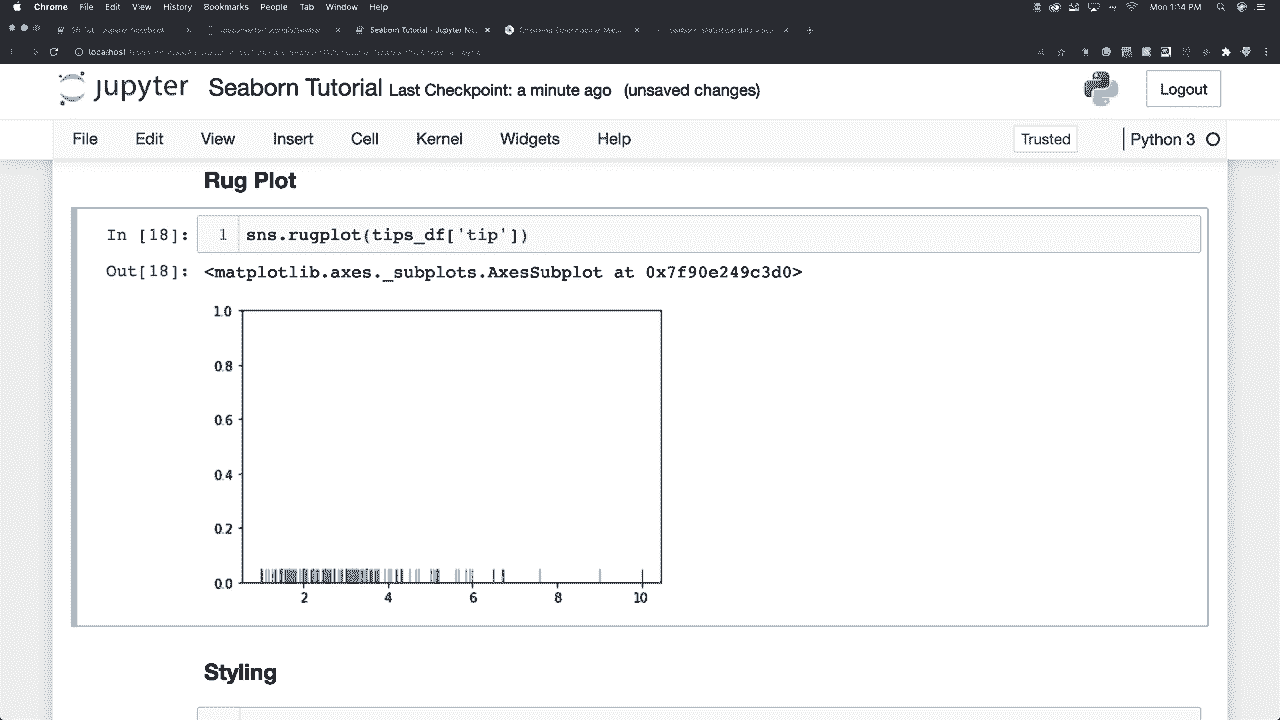 Chrome File Edit View History Bookmarks People Tab Window Help
Mon 1:14 PM
Seaborn Tutorial - Jupyter No
localhost
jupyter Seaborn Tutorial Last Checkpoint: a minute ago (unsaved changes)
Logout
File Edit View Insert Cell Kernel Widgets Help
Trusted
Python 3
Rug Plot
In [18]: 1 sns.rugplot(tips_df['tip'])
Out[18]: <matplotlib.axes._subplots.AxesSubplot at 0x7f90e249c3d0>
1.0
0.8
0.6
0.4
0.2
0.0
2 4 6 8 10
Styling